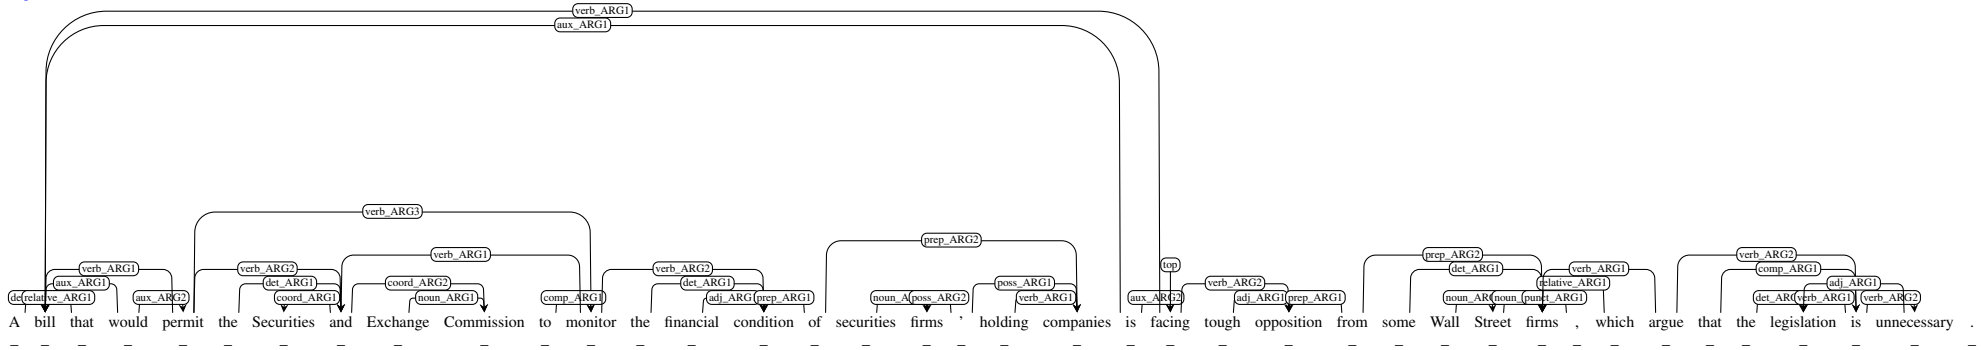 verb_ARG1
aux_ARG1
verb_ARG3
prep_ARG2
verb_ARG1 prep_ARG2 verb_ARG2
top
verb_ARG1 verb_ARG2 verb_ARG2 det_ARG1 verb_ARG1 comp_ARG1
aux_ARG1 det_ARG1 coord_ARG2 det_ARG1 poss_ARG1 verb_ARG2 relative_ARG1 adj_ARG1
relative_ARG1 aux_ARG2 coord_ARG1 noun_ARG1 comp_ARG1 prep_ARG1 poss_ARG2 verb_ARG1 aux_ARG2 adj_ARG1 prep_ARG1 punct_ARG1 verb_ARG1 verb_ARG2
A bill that would permit the Securities and Exchange Commission to monitor the financial condition of securities firms ' holding companies is facing tough opposition from some Wall Street firms , which argue that the legislation is unnecessary .